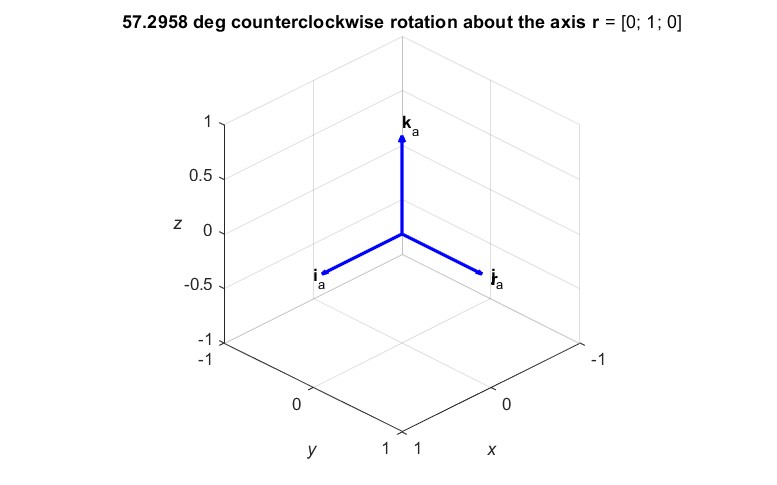 57.2958 deg counterclockwise rotation about the axis r = [0; 1; 0]
k a
1
0.5
z
0
-0.5
-1
i a
j a
-1
0
1
y
1
0
-1
x